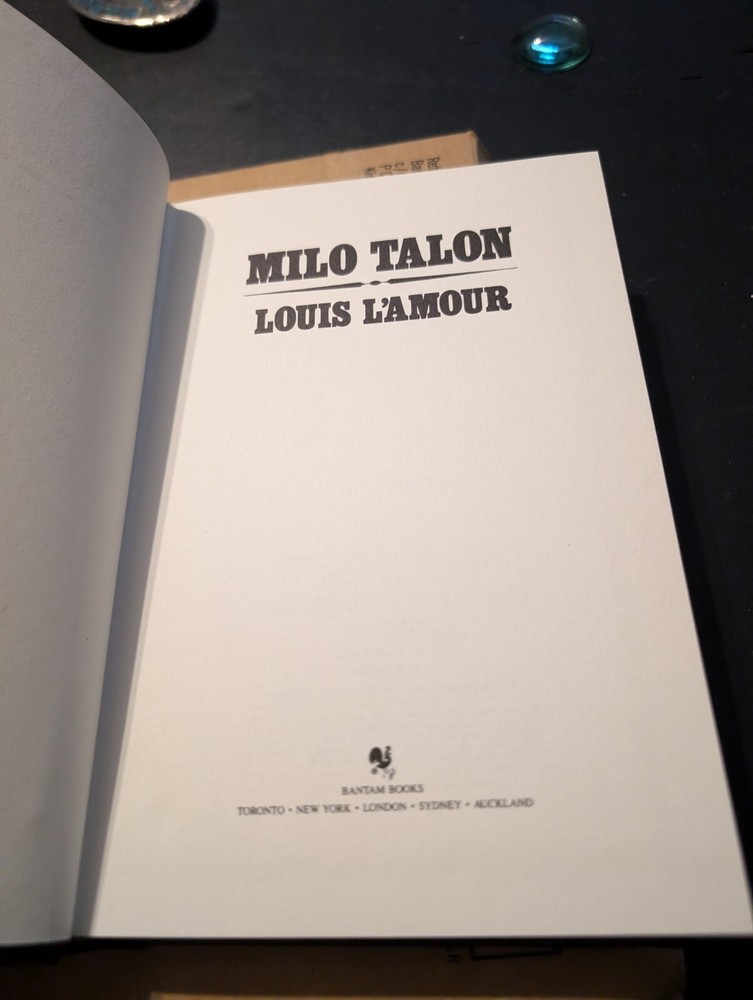 MILO TALON
LOUIS L'AMOUR
BANTAM BOOKS
TORONTO • NEW YORK • LONDON • SYDNEY • AUCKLAND